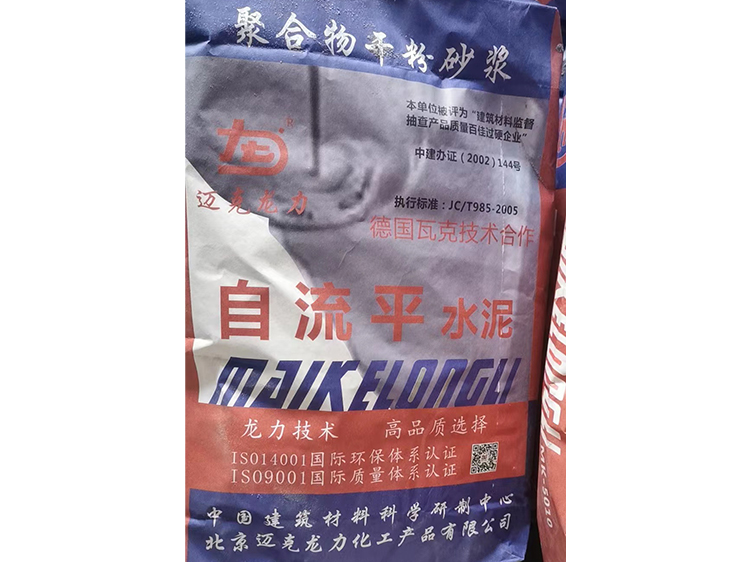 聚合物干粉砂浆
本单位被评为“建筑材料监督
抽查产品质量百佳过硬企业”
中建办证(2002)144号
R
迈克龙力
执行标准：JC/T985-2005
德国瓦克技术合作
自流平水泥
MAIKELONGLI
龙力技术 高品质选择
ISO14001国际环保体系认证
ISO9001国际质量体系认证
中国建筑材料科学研制中心
北京迈克龙力化工产品有限公司